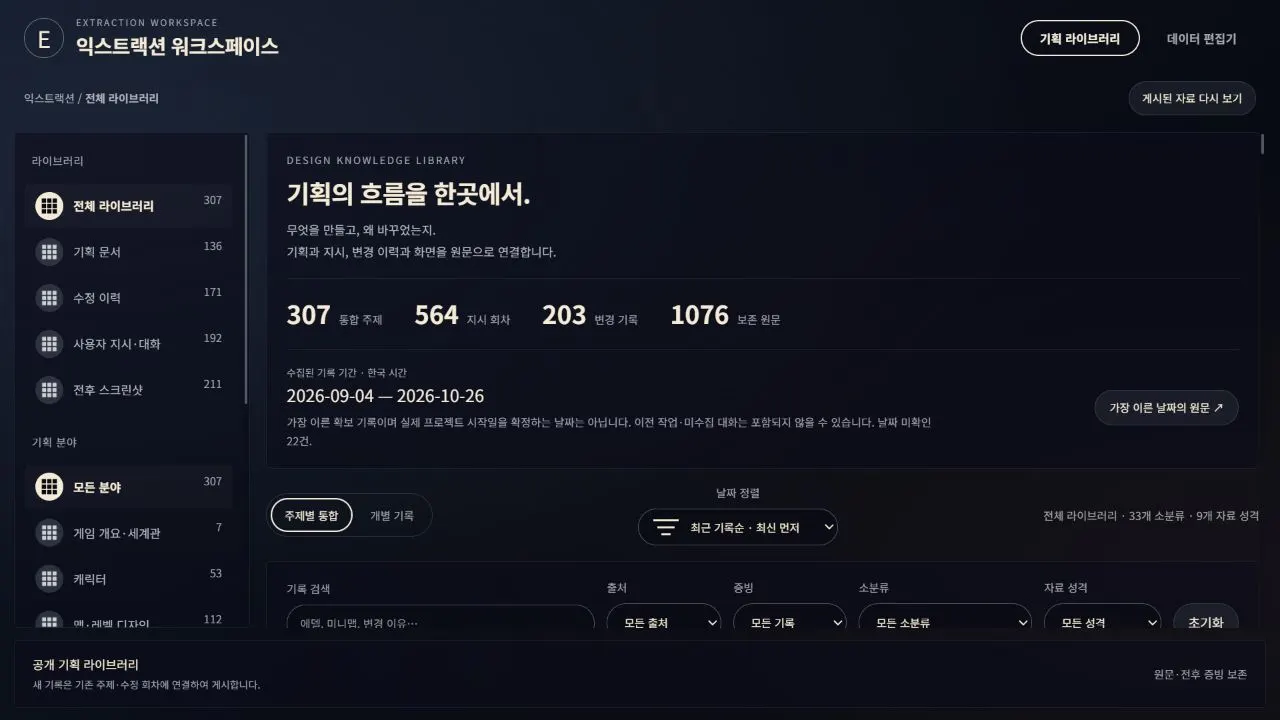 E
EXTRACTION WORKSPACE
익스트랙션 워크스페이스
기획 라이브러리
데이터 편집기
익스트랙션 / 전체 라이브러리
게시된 자료 다시 보기
라이브러리
전체 라이브러리 307
기획 문서 136
수정 이력 171
사용자 지시·대화 192
전후 스크린샷 211
기획 분야
모든 분야 307
게임 개요·세계관 7
캐릭터 53
맵·레벨 디자인 112
DESIGN KNOWLEDGE LIBRARY
기획의 흐름을 한곳에서.
무엇을 만들고, 왜 바꾸었는지.
기획과 지시, 변경 이력과 화면을 원문으로 연결합니다.
307 통합 주제 564 지시 회차 203 변경 기록 1076 보존 원문
수집된 기록 기간 · 한국 시간
2026-09-04 — 2026-10-26
가장 이른 확보 기록이며 실제 프로젝트 시작일을 확정하는 날짜는 아닙니다. 이전 작업·미수집 대화는 포함되지 않을 수 있습니다. 날짜 미확인
22건.
가장 이른 날짜의 원문 ↗
주제별 통합 개별 기록
날짜 정렬
최근 기록순 · 최신 먼저
전체 라이브러리 · 33개 소분류 · 9개 자료 성격
기록 검색 출처 증빙 소분류 자료 성격
에델, 미니맵, 변경 이유… 모든 출처 모든 기록 모든 소분류 모든 성격 초기화
공개 기획 라이브러리
새 기록은 기존 주제·수정 회차에 연결하여 게시합니다.
원문·전후 증빙 보존